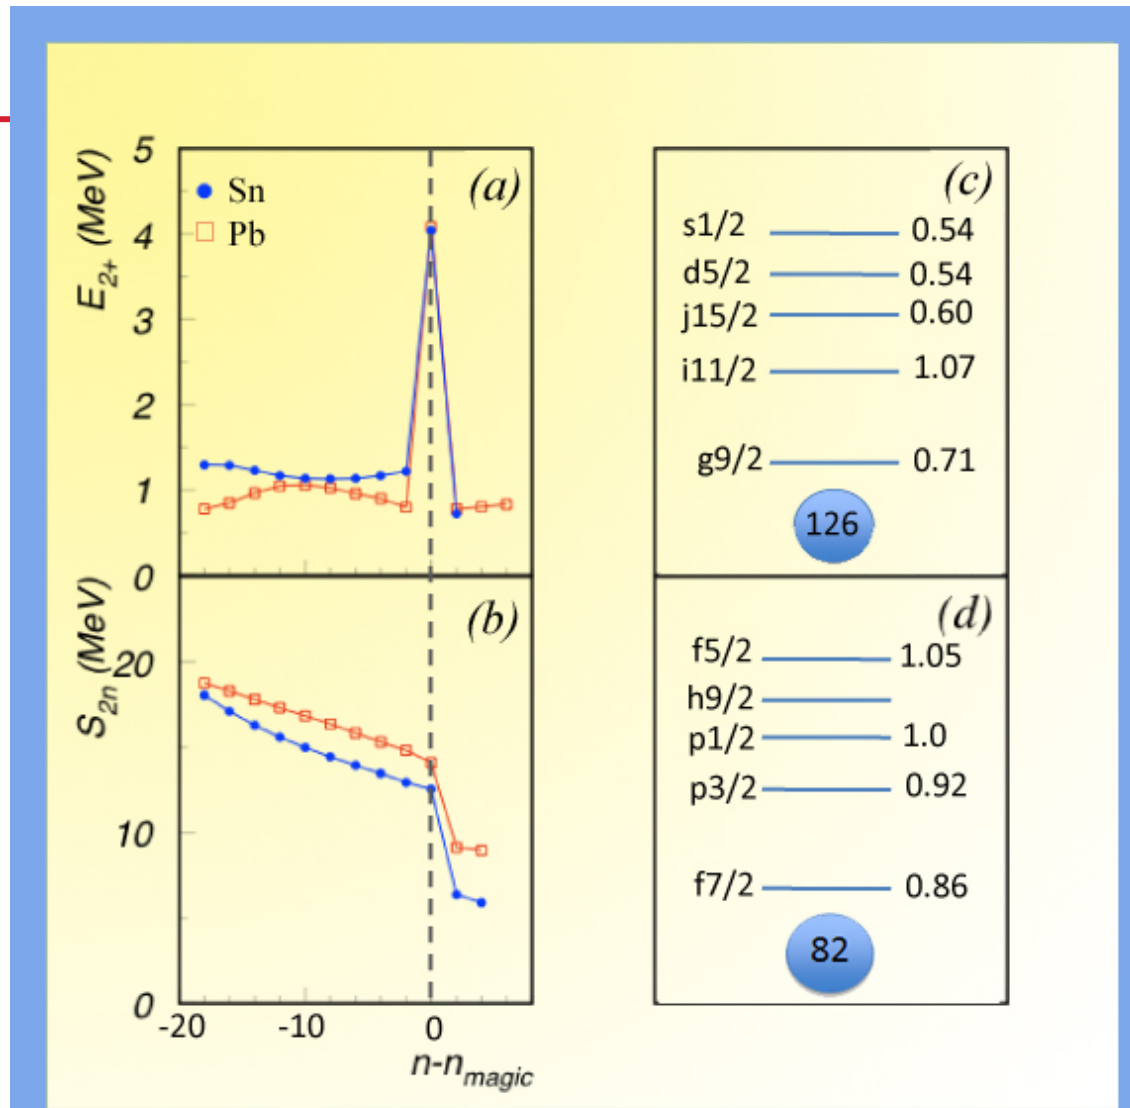 E2+ (MeV)
5
4
3
2
1
0
Sn
Pb
(a)
S2n (MeV)
20
10
0
(b)
-20
-10
0
n-nmagic
(c)
s1/2 0.54
d5/2 0.54
j15/2 0.60
i11/2 1.07
g9/2 0.71
126
(d)
f5/2 1.05
h9/2
p1/2 1.0
p3/2 0.92
f7/2 0.86
82